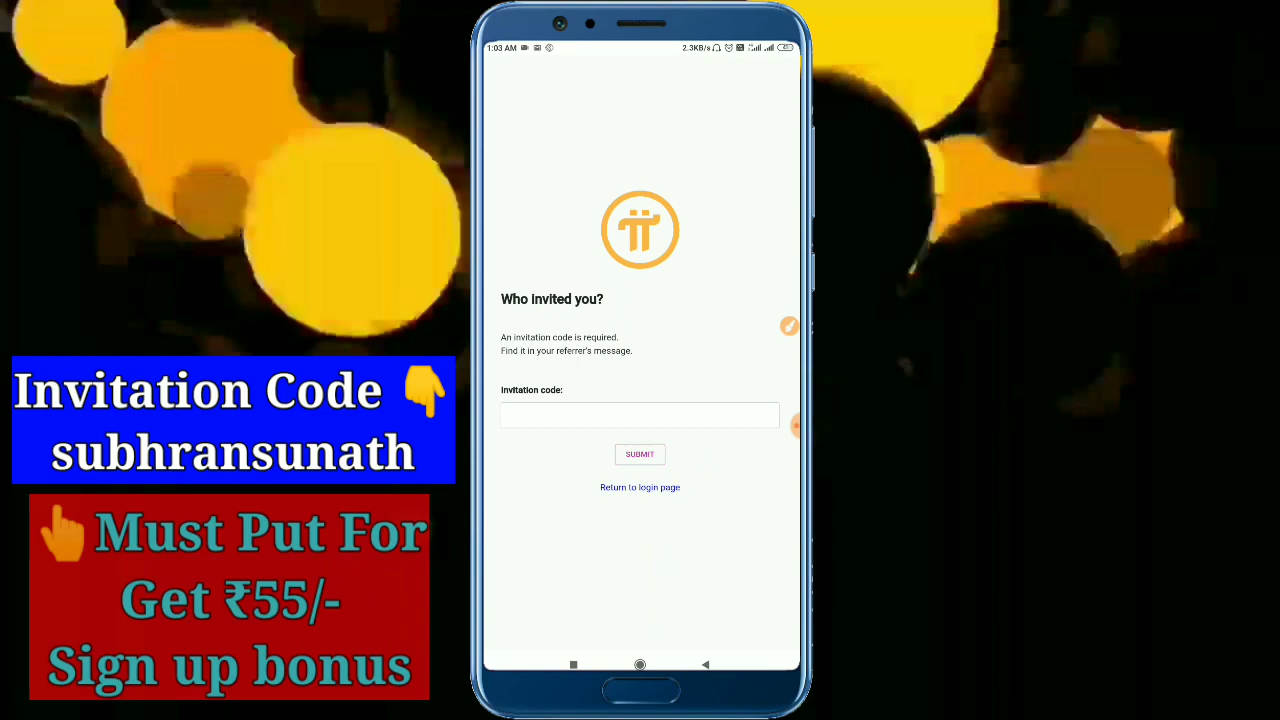 1:03 AM
2.3KB/s
Who invited you?
An invitation code is required.
Find it in your referrer's message.
Invitation code:
SUBMIT
Return to login page
Invitation Code 👇
subhransunath
👆Must Put For
Get ₹55/-
Sign up bonus